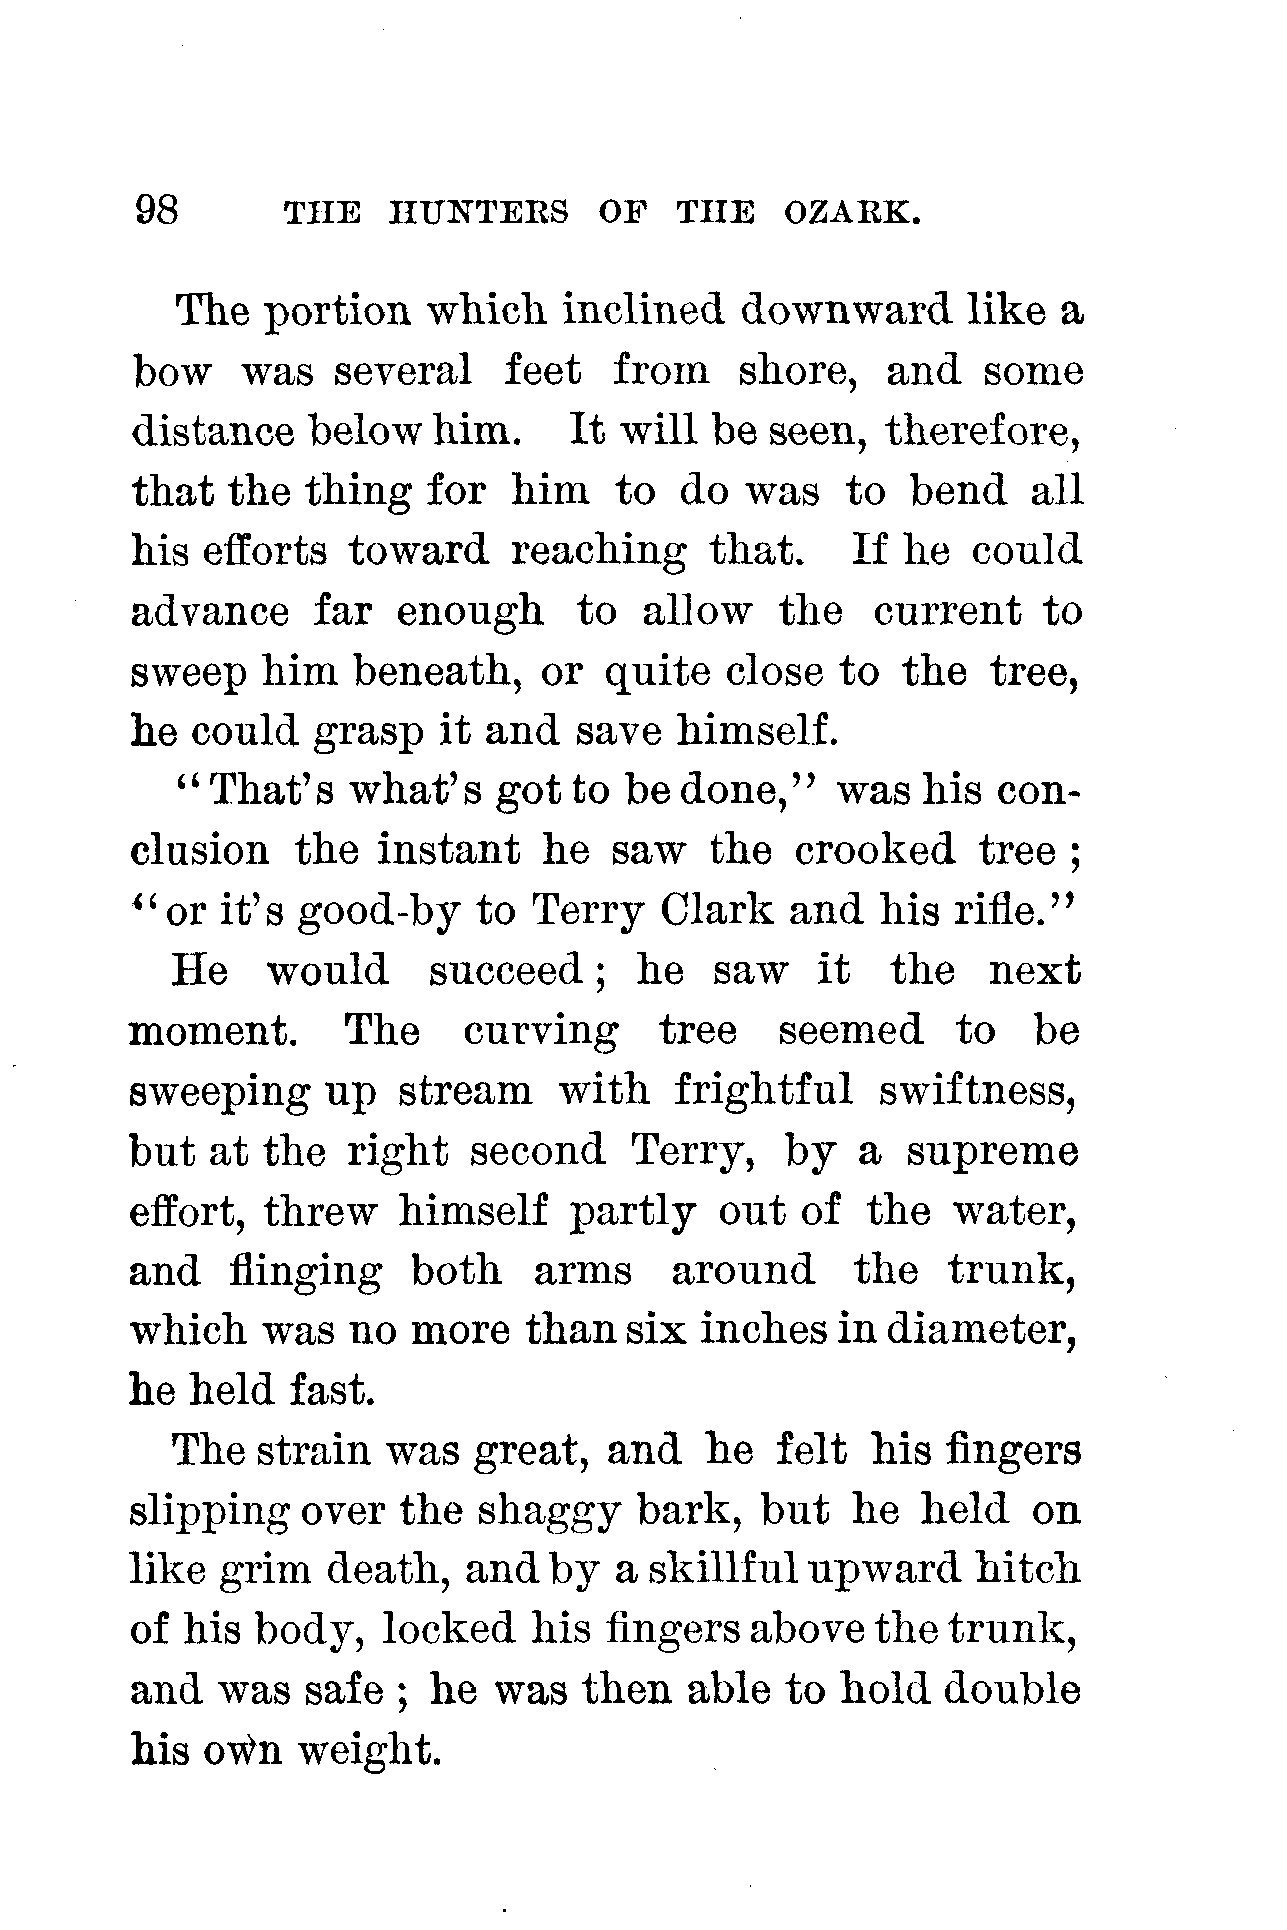 98 THE HUNTERS OF THE OZARK.
The portion which inclined downward like a
bow was several feet from shore, and some
distance below him. It will be seen, therefore,
that the thing for him to do was to bend all
his efforts toward reaching that. If he could
advance far enough to allow the current to
sweep him beneath, or quite close to the tree,
he could grasp it and save himself.
"That's what's got to be done," was his con-
clusion the instant he saw the crooked tree ;
"or it's good-by to Terry Clark and his rifle."
He would succeed ; he saw it the next
moment. The curving tree seemed to be
sweeping up stream with frightful swiftness,
but at the right second Terry, by a supreme
effort, threw himself partly out of the water,
and flinging both arms around the trunk,
which was no more than six inches in diameter,
he held fast.
The strain was great, and he felt his fingers
slipping over the shaggy bark, but he held on
like grim death, and by a skillful upward hitch
of his body, locked his fingers above the trunk,
and was safe ; he was then able to hold double
his own weight.